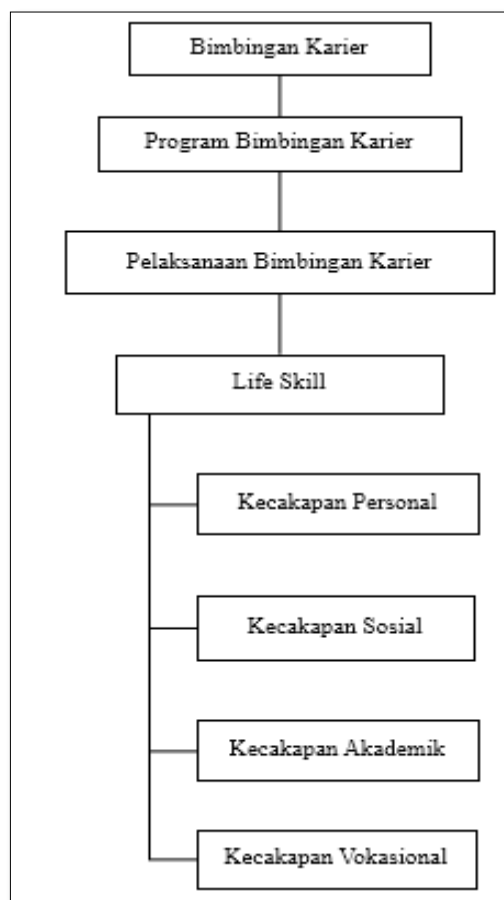 Bimbingan Karier
Program Bimbingan Karier
Pelaksanaan Bimbingan Karier
Life Skill
Kecakapan Personal
Kecakapan Sosial
Kecakapan Akademik
Kecakapan Vokasional